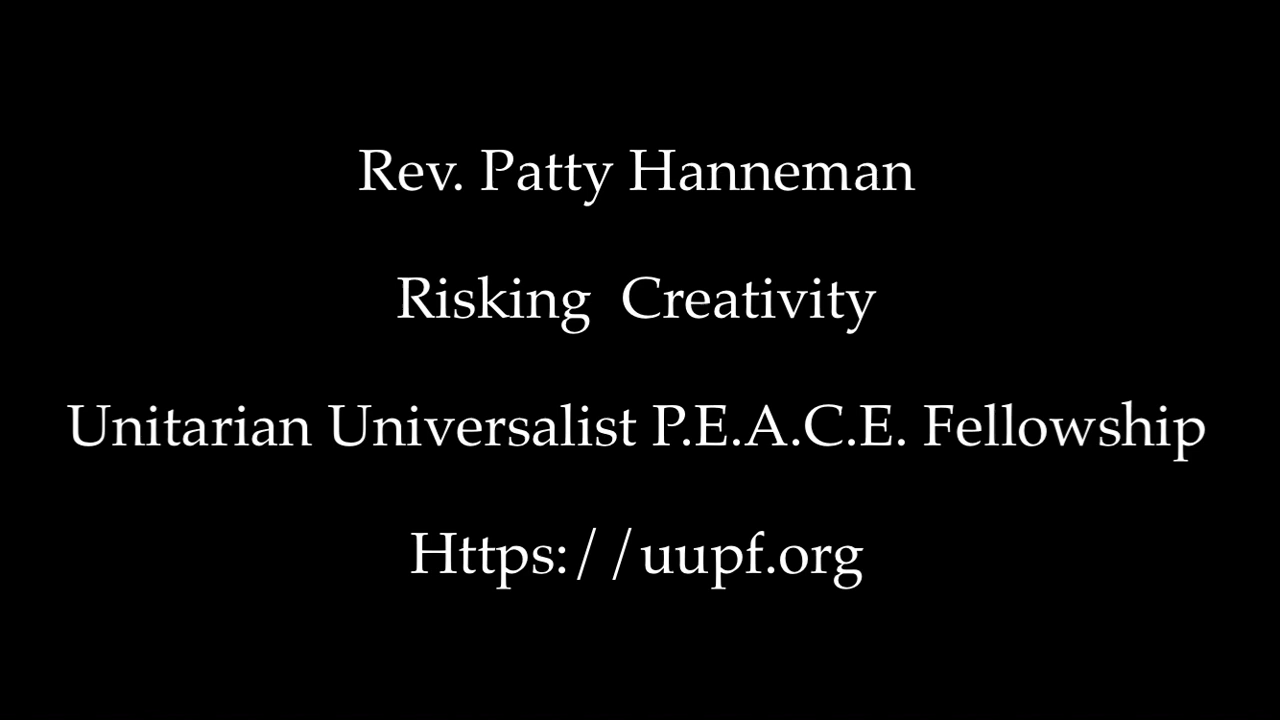 Rev. Patty Hanneman
Risking  Creativity
Unitarian Universalist P.E.A.C.E. Fellowship
Https://uupf.org